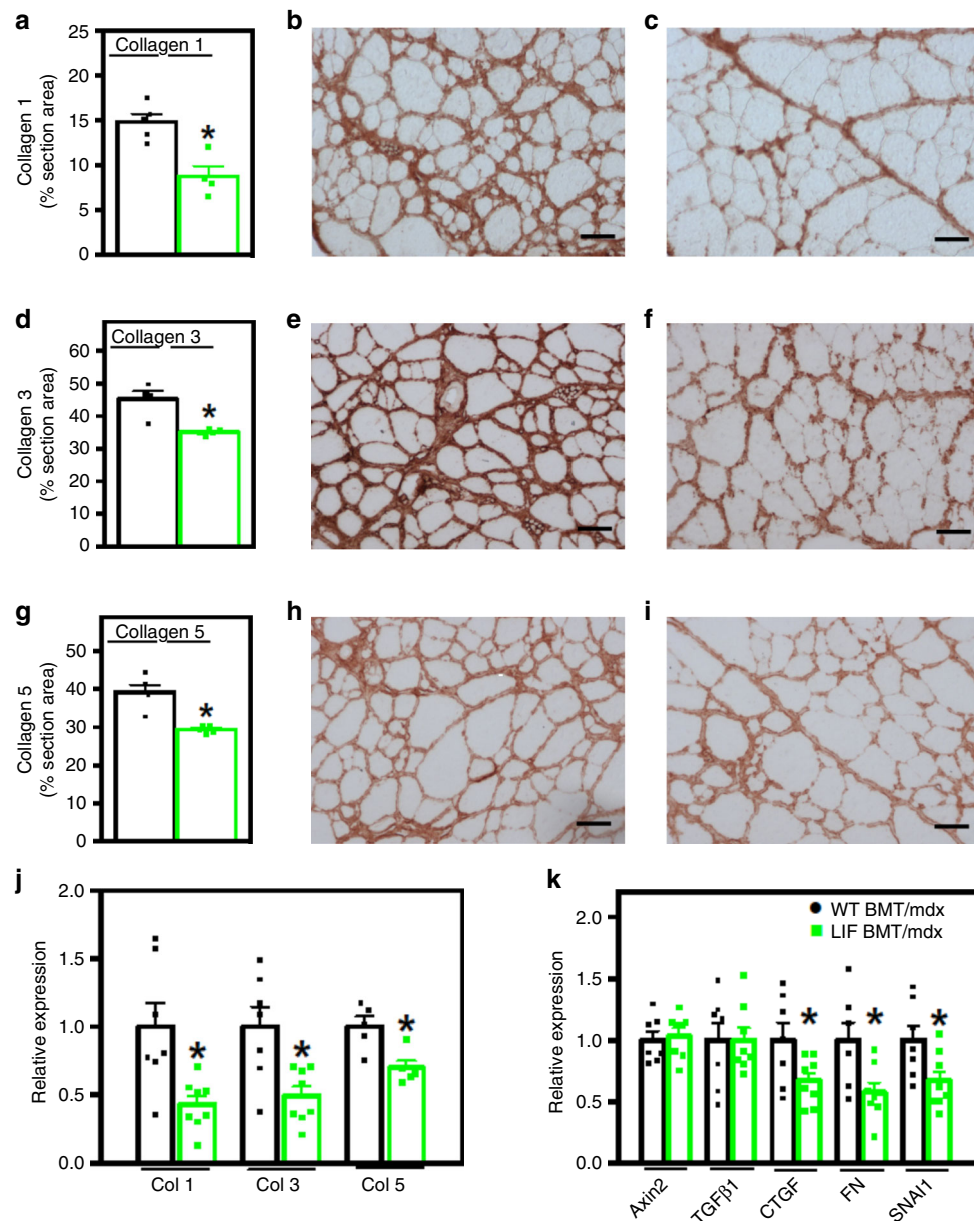 a
25
20
15
10
5
0
Collagen 1
(% section area)
Collagen 1
*
b
c
d
60
50
40
30
20
10
0
Collagen 3
(% section area)
Collagen 3
*
e
f
g
50
40
30
20
10
0
Collagen 5
(% section area)
Collagen 5
*
h
i
j
2.0
1.5
1.0
0.5
0.0
Relative expression
* * *
Col 1 Col 3 Col 5
k
2.0
1.5
1.0
0.5
0.0
Relative expression
WT BMT/mdx
LIF BMT/mdx
* * *
Axin2 TGFβ1 CTGF FN SNAI1